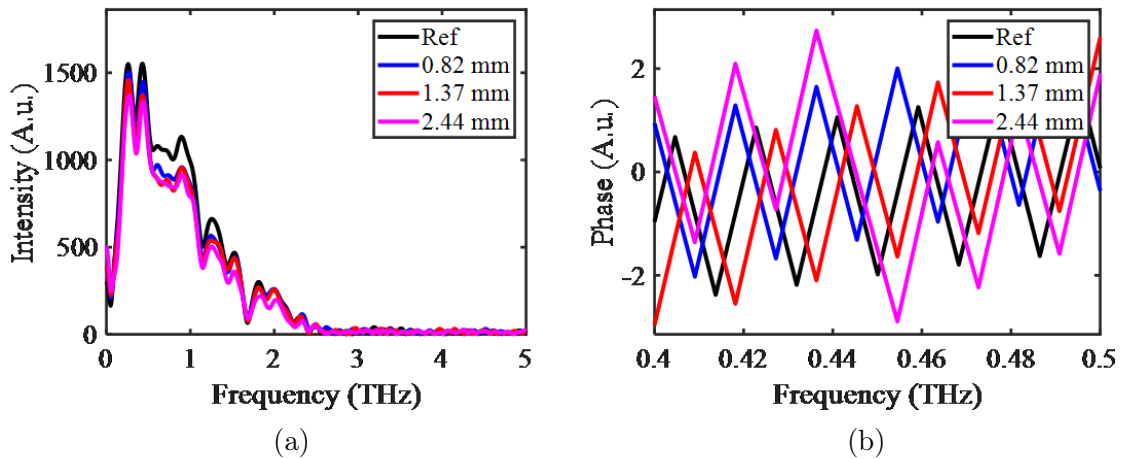 Intensity (A.u.)
1500
1000
500
0
0 1 2 3 4 5
Frequency (THz)
Ref
0.82 mm
1.37 mm
2.44 mm
(a)
Phase (A.u.)
2
0
-2
0.4 0.42 0.44 0.46 0.48 0.5
Frequency (THz)
Ref
0.82 mm
1.37 mm
2.44 mm
(b)